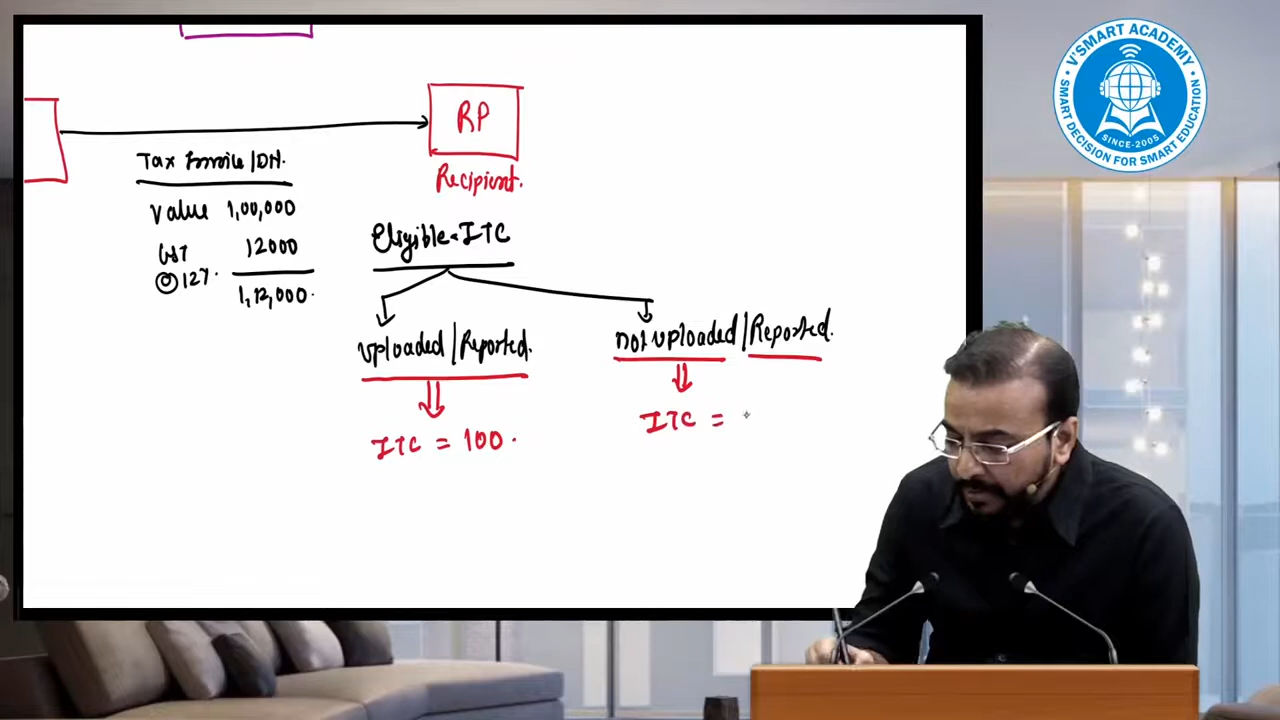 RP
Recipient.
Tax Invoice/DN.
Value 1,00,000
GST 12000
@ 12%.
1,12,000.
Eligible ITC
Uploaded/Reported.
not uploaded/Reported.
ITC = 100.
ITC =
V'SMART ACADEMY
SINCE-2005
SMART DECISION FOR SMART EDUCATION